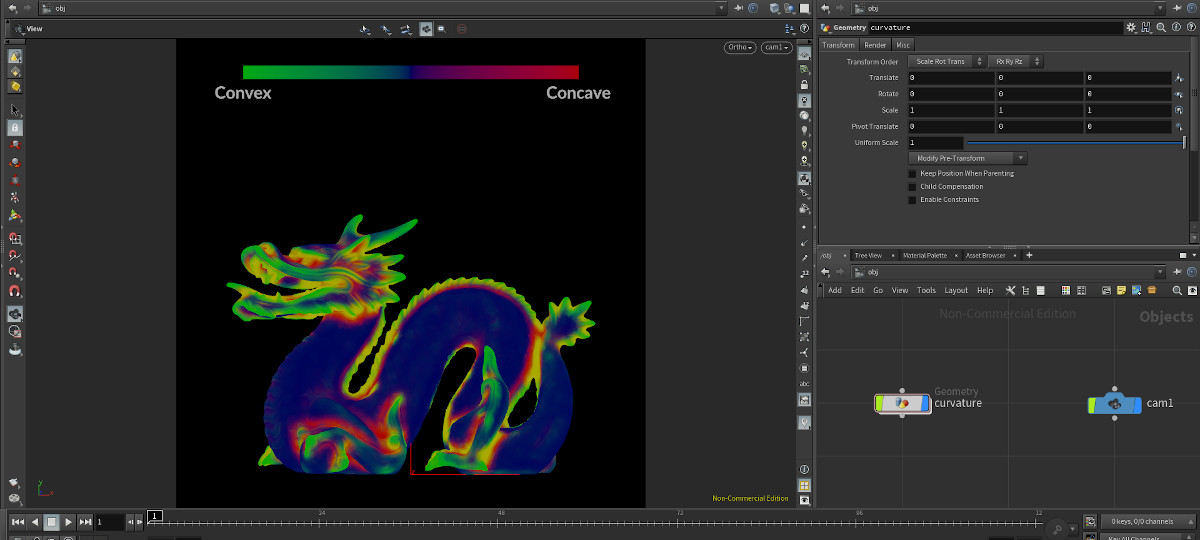 obj
obj
View
Ortho
cam1
Convex
Concave
Non-Commercial Edition
Geometry curvature
Transform Render Misc
Transform Order Scale Rot Trans Rx Ry Rz
Translate 0 0 0
Rotate 0 0 0
Scale 1 1 1
Pivot Translate 0 0 0
Uniform Scale 1
Modify Pre-Transform
Keep Position When Parenting
Child Compensation
Enable Constraints
/obj Tree View Material Palette Asset Browser
obj
Add Edit Go View Tools Layout Help
Non-Commercial Edition
Objects
Geometry
curvature
cam1
abc
y
x
1
1
24 48 72 96 12
0 keys, 0/0 channels
Key All Channels